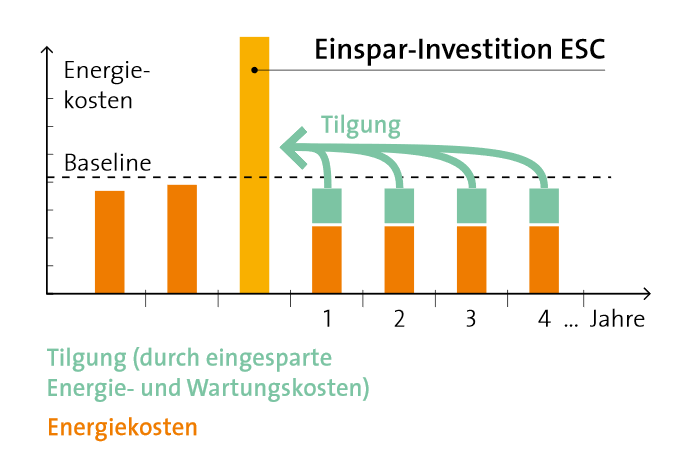 Einspar-Investition ESC
Energie-
kosten
Tilgung
Baseline
1 2 3 4 ... Jahre
Tilgung (durch eingesparte
Energie- und Wartungskosten)
Energiekosten